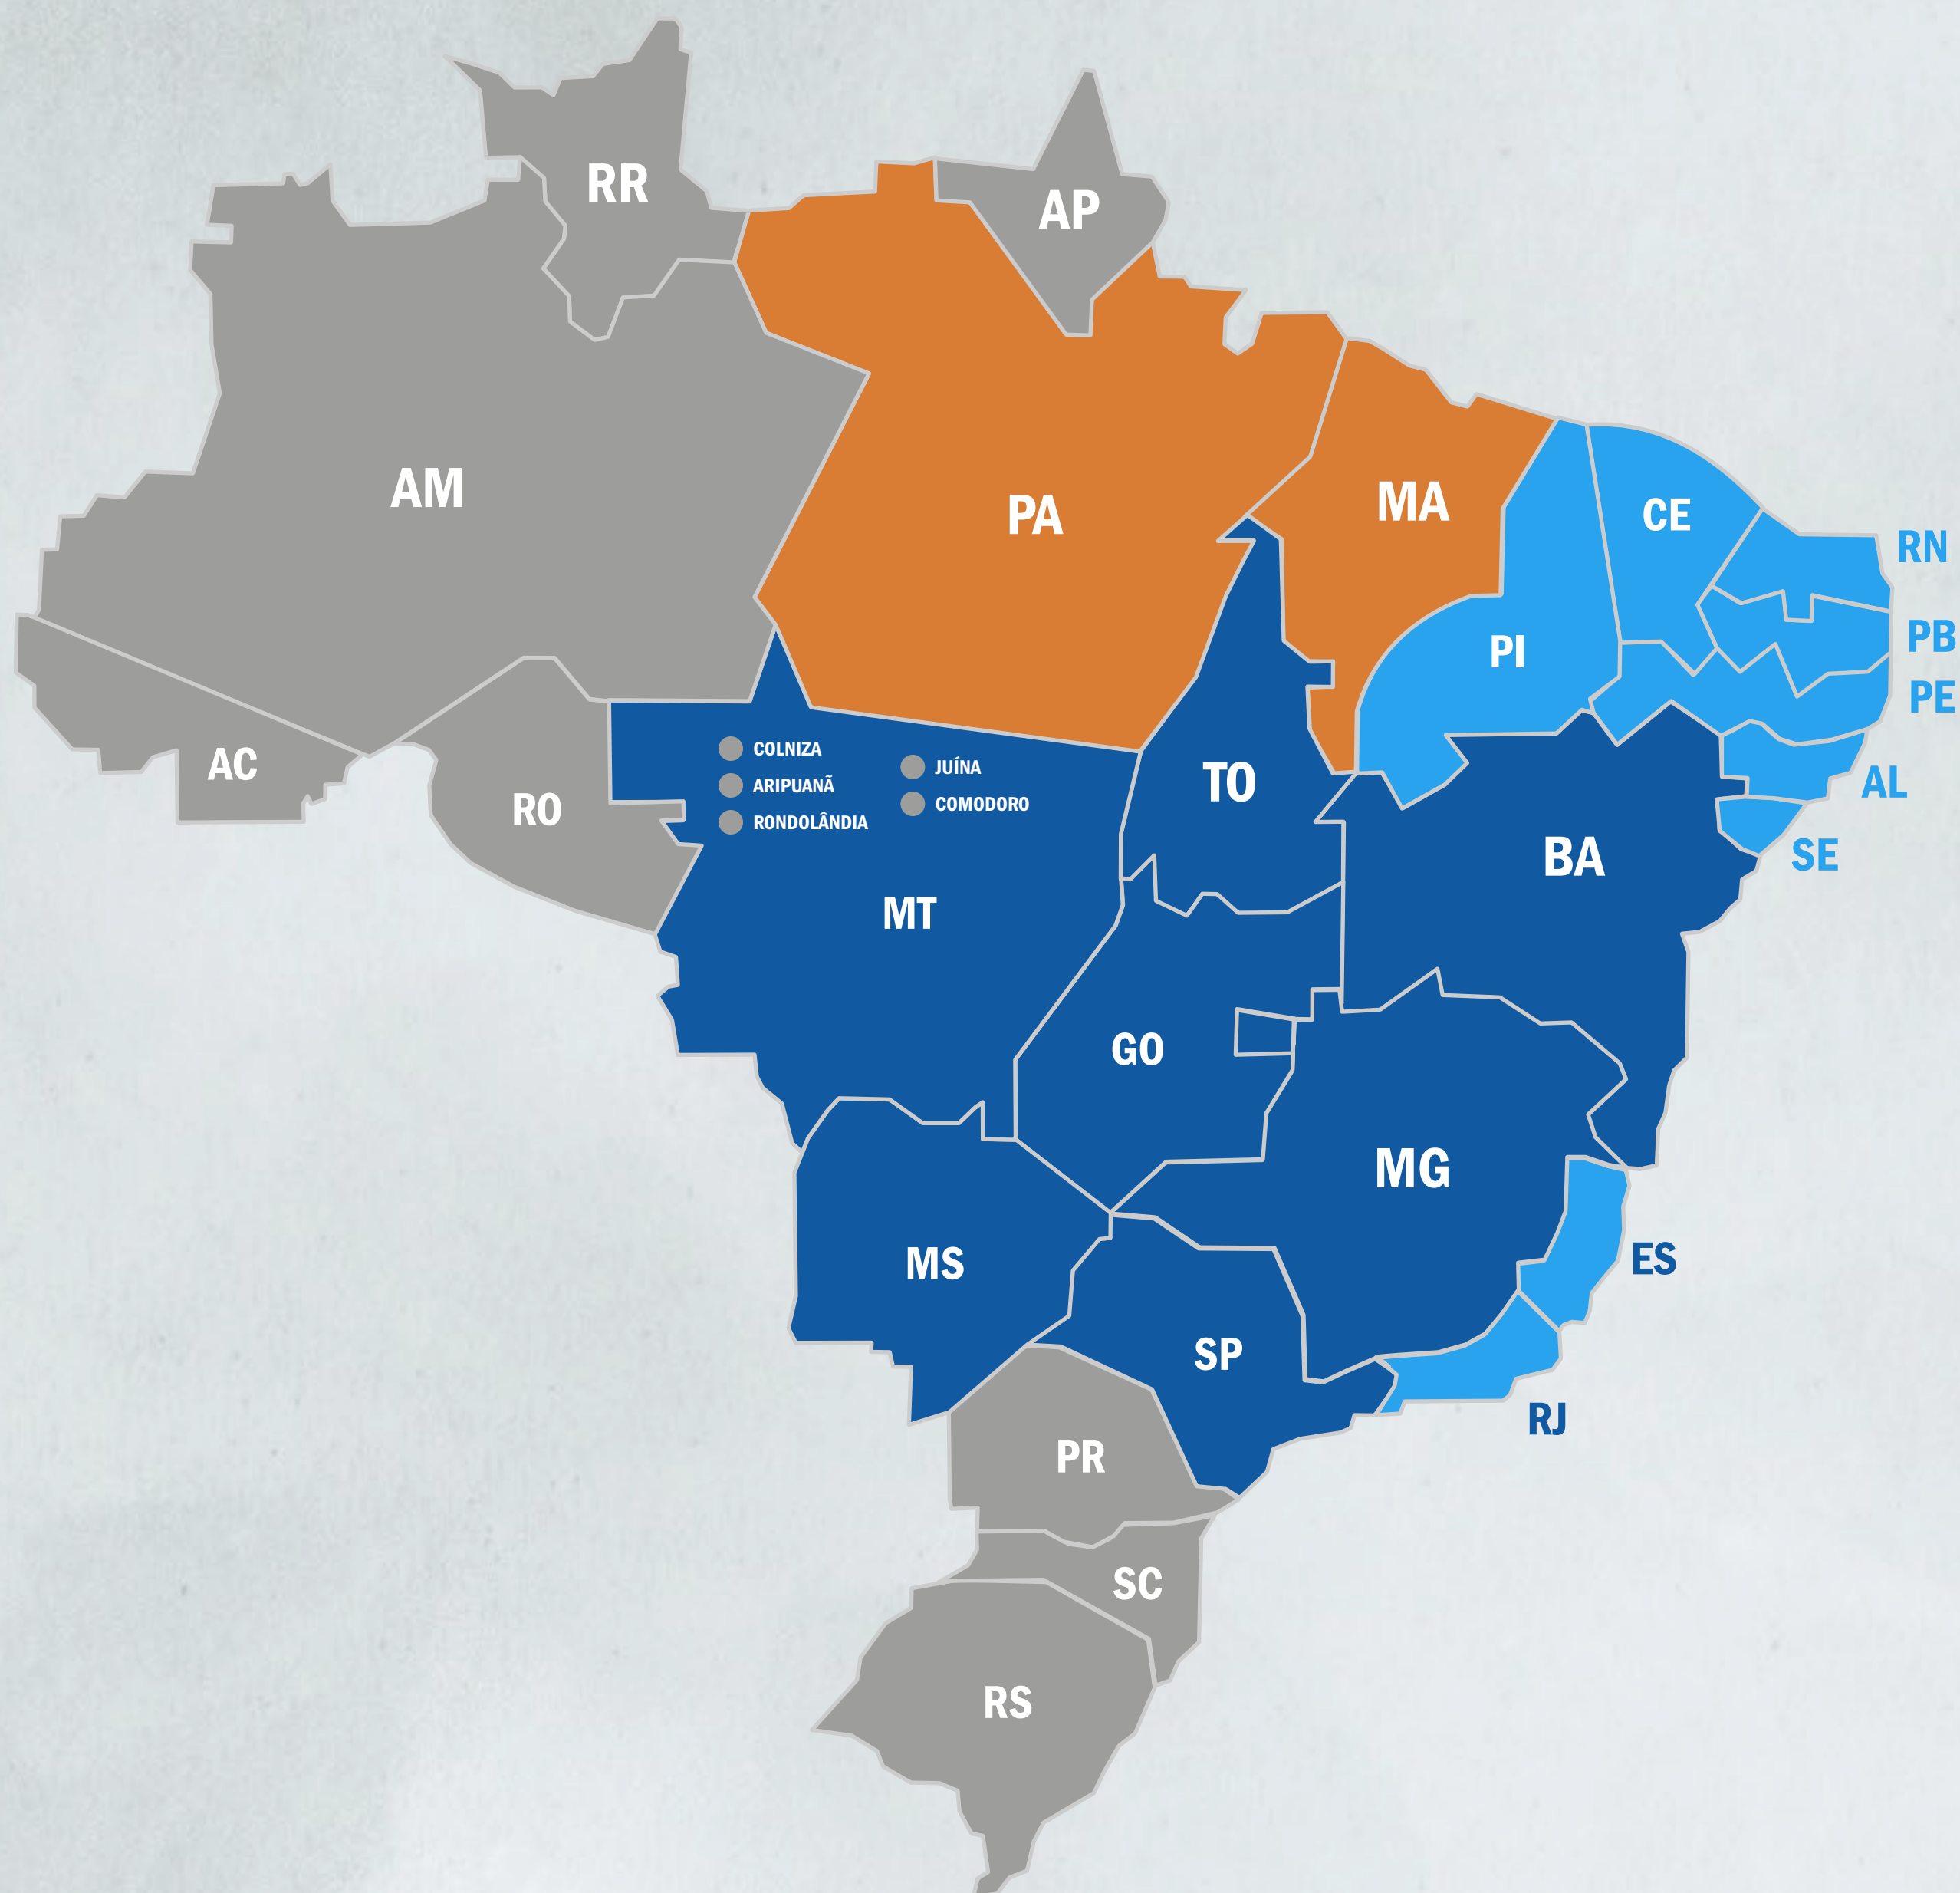 RR
AP
AM
PA
MA
CE
RN
PB
PI
PE
AC
RO
COLNIZA
ARIPUANÃ
RONDOLÂNDIA
JUÍNA
COMODORO
TO
AL
BA
SE
MT
GO
MG
ES
MS
SP
RJ
PR
SC
RS